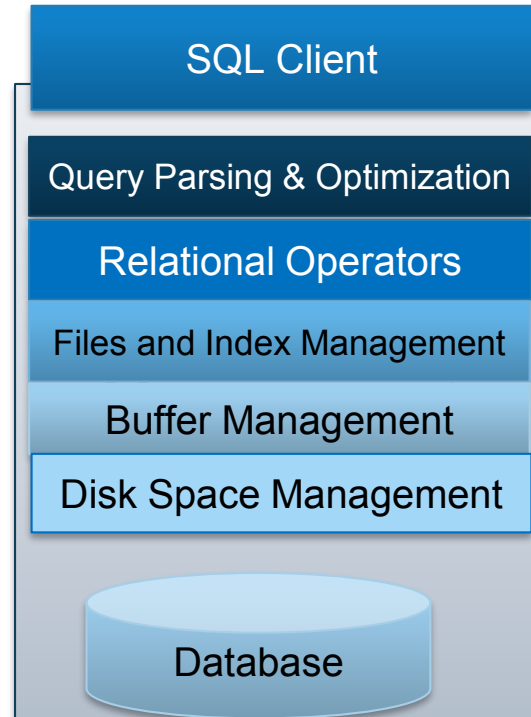 SQL Client
Query Parsing & Optimization
Relational Operators
Files and Index Management
Buffer Management
Disk Space Management
Database